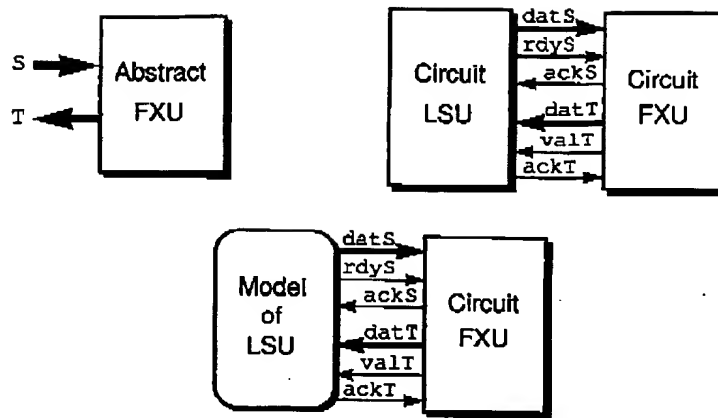 S
T
Abstract
FXU
Circuit
LSU
datS
rdyS
ackS
datT
valT
ackT
Circuit
FXU
Model
of
LSU
datS
rdyS
ackS
datT
valT
ackT
Circuit
FXU